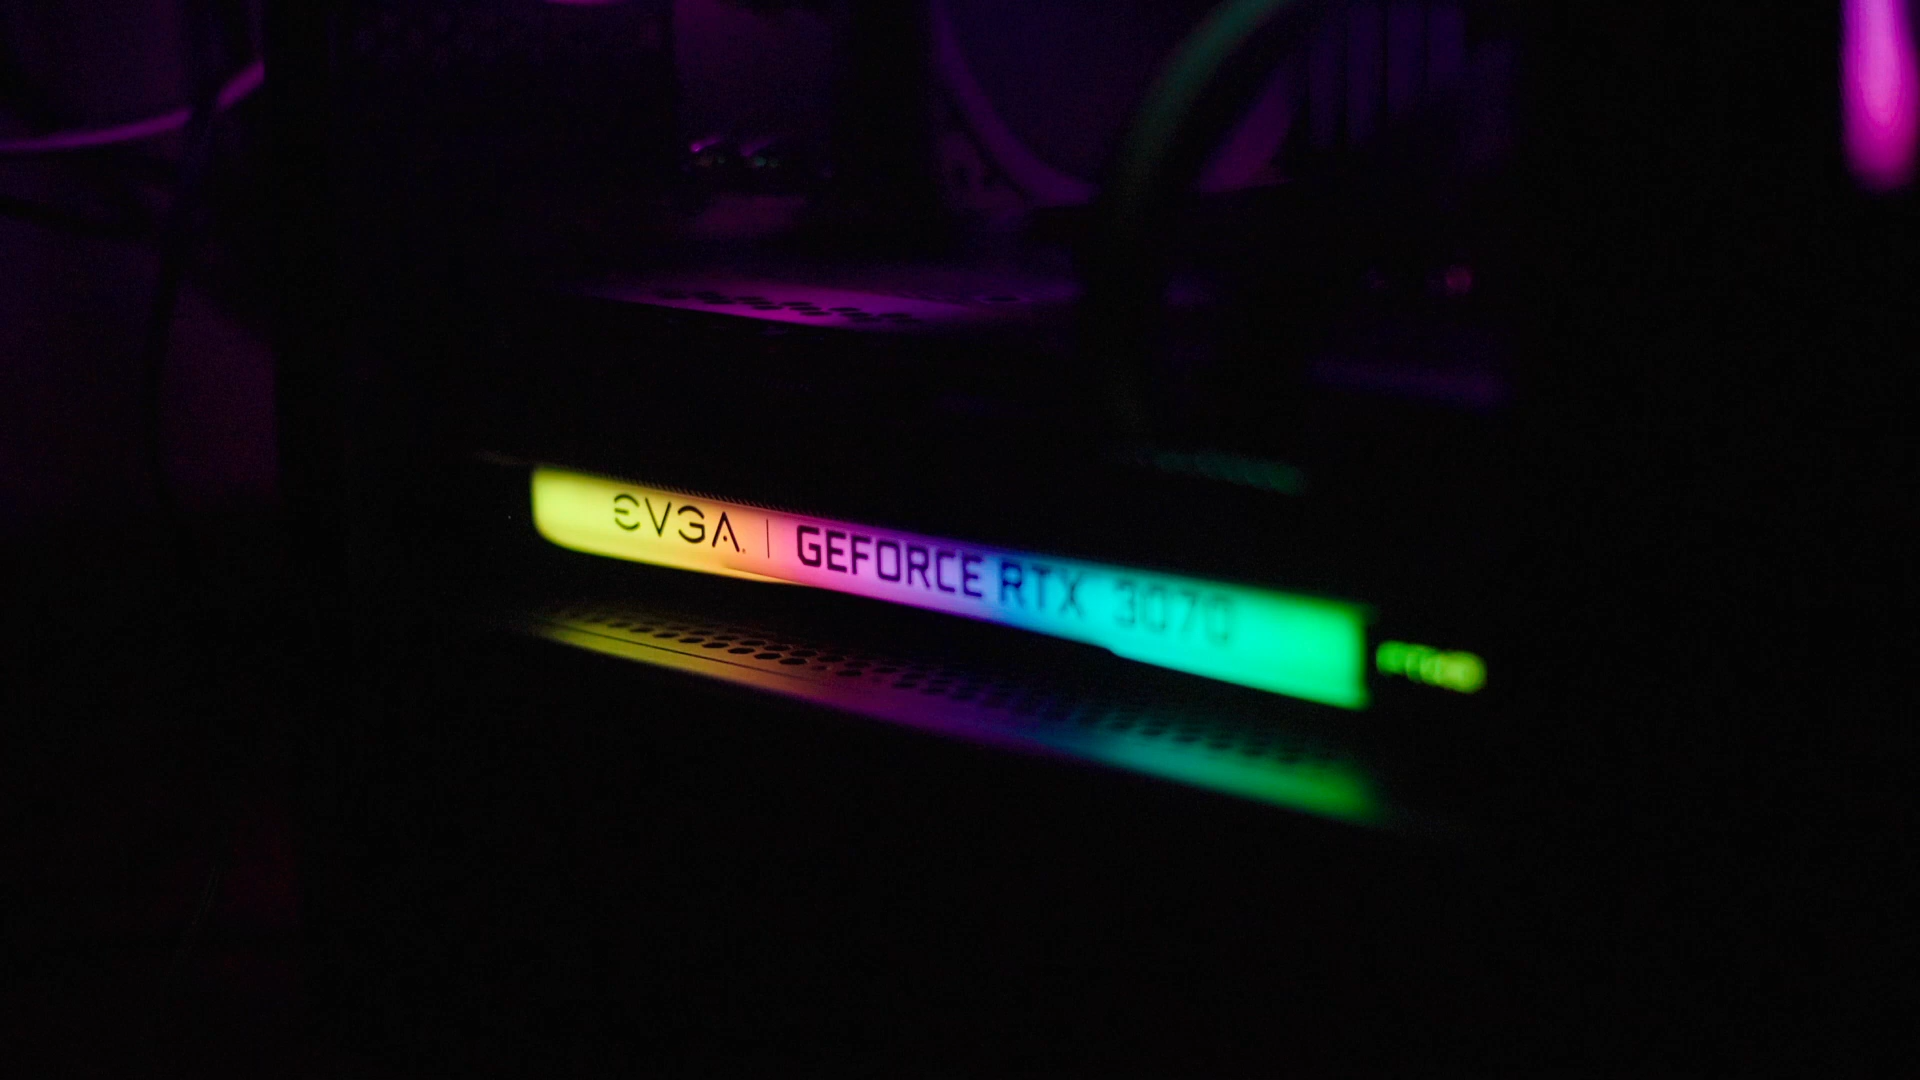 EVGA. | GEFORCE RTX 3070